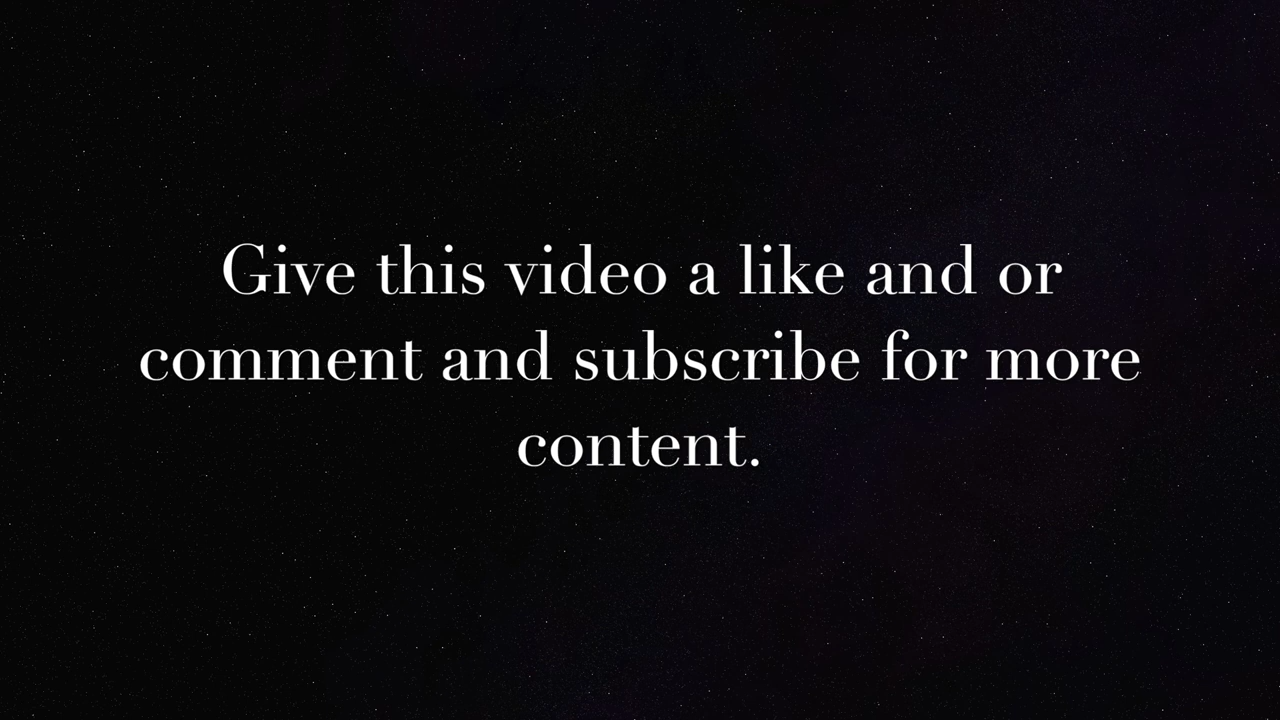 Give this video a like and or
comment and subscribe for more
content.